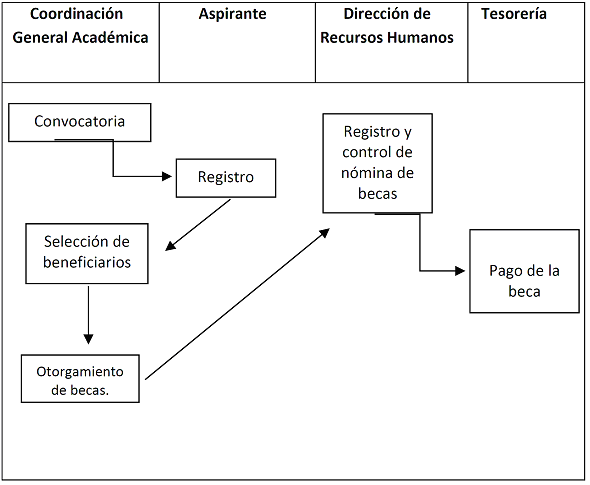 Coordinación
General Académica
Aspirante
Dirección de
Recursos Humanos
Tesorería
Convocatoria
Registro
Selección de
beneficiarios
Otorgamiento
de becas.
Registro y
control de
nómina de
becas
Pago de la
beca